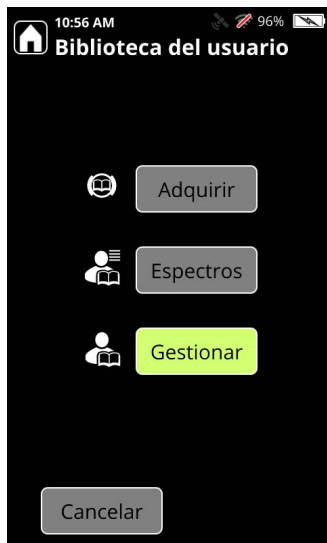 10:56 AM
96%
Biblioteca del usuario
Adquirir
Espectros
Gestionar
Cancelar